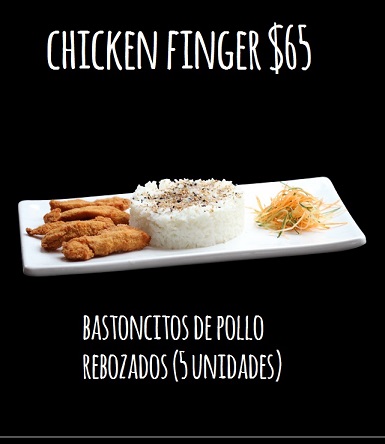 CHICKEN FINGER $65
BASTONCITOS DE POLLO
REBOZADOS (5 UNIDADES)